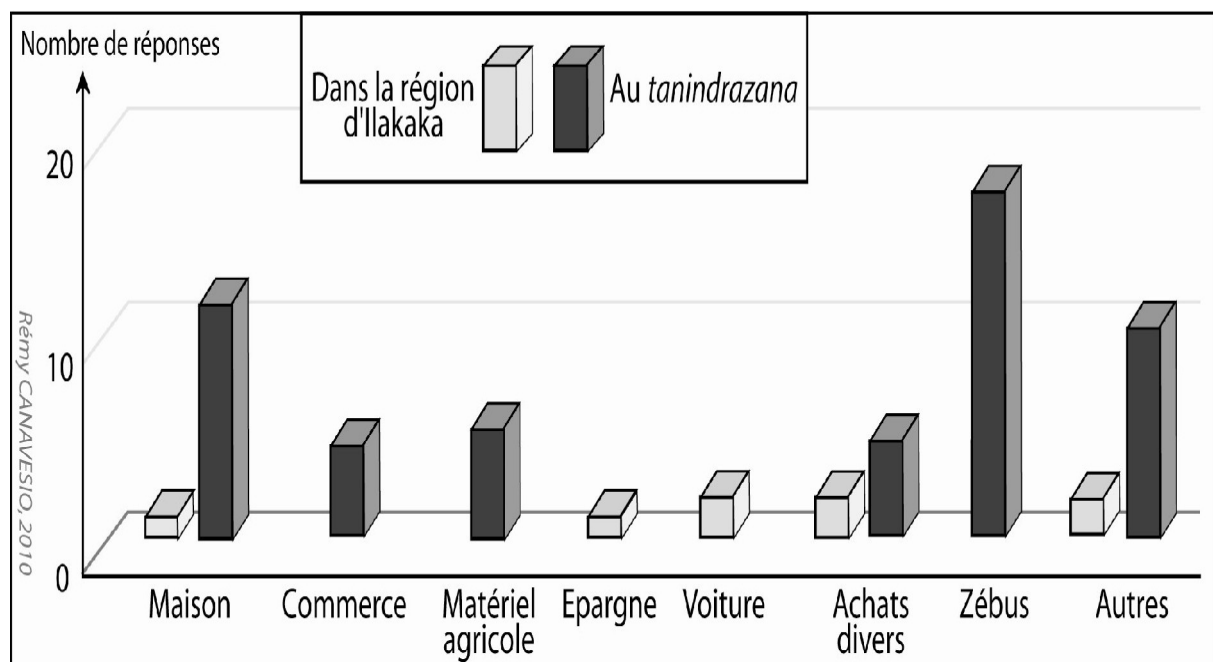 Nombre de réponses
Dans la région
d'Ilakaka
Au tanindrazana
20
10
0
Maison
Commerce
Matériel
agricole
Epargne
Voiture
Achats
divers
Zébus
Autres
Rémy CANAVESIO, 2010